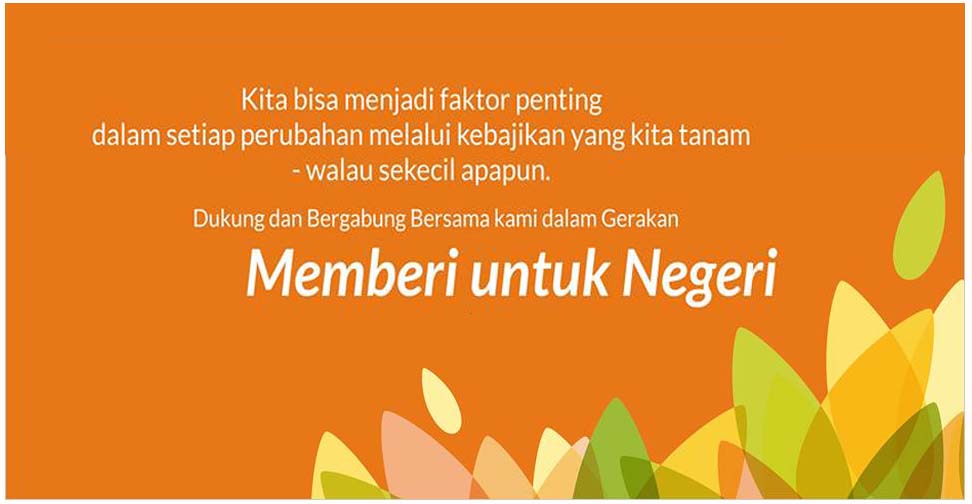 Kita bisa menjadi faktor penting
dalam setiap perubahan melalui kebajikan yang kita tanam
- walau sekecil apapun.
Dukung dan Bergabung Bersama kami dalam Gerakan
Memberi untuk Negeri